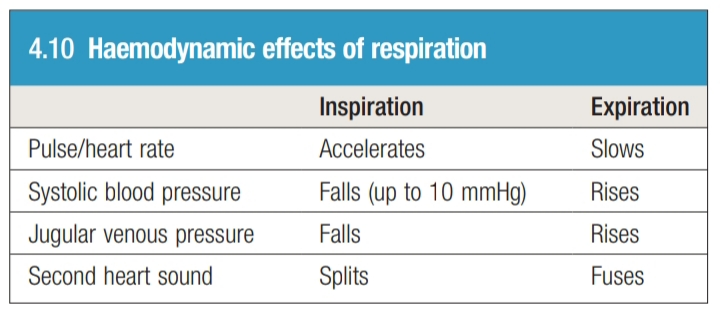 4.10 Haemodynamic effects of respiration
Inspiration Expiration
Pulse/heart rate Accelerates Slows
Systolic blood pressure Falls (up to 10 mmHg) Rises
Jugular venous pressure Falls Rises
Second heart sound Splits Fuses